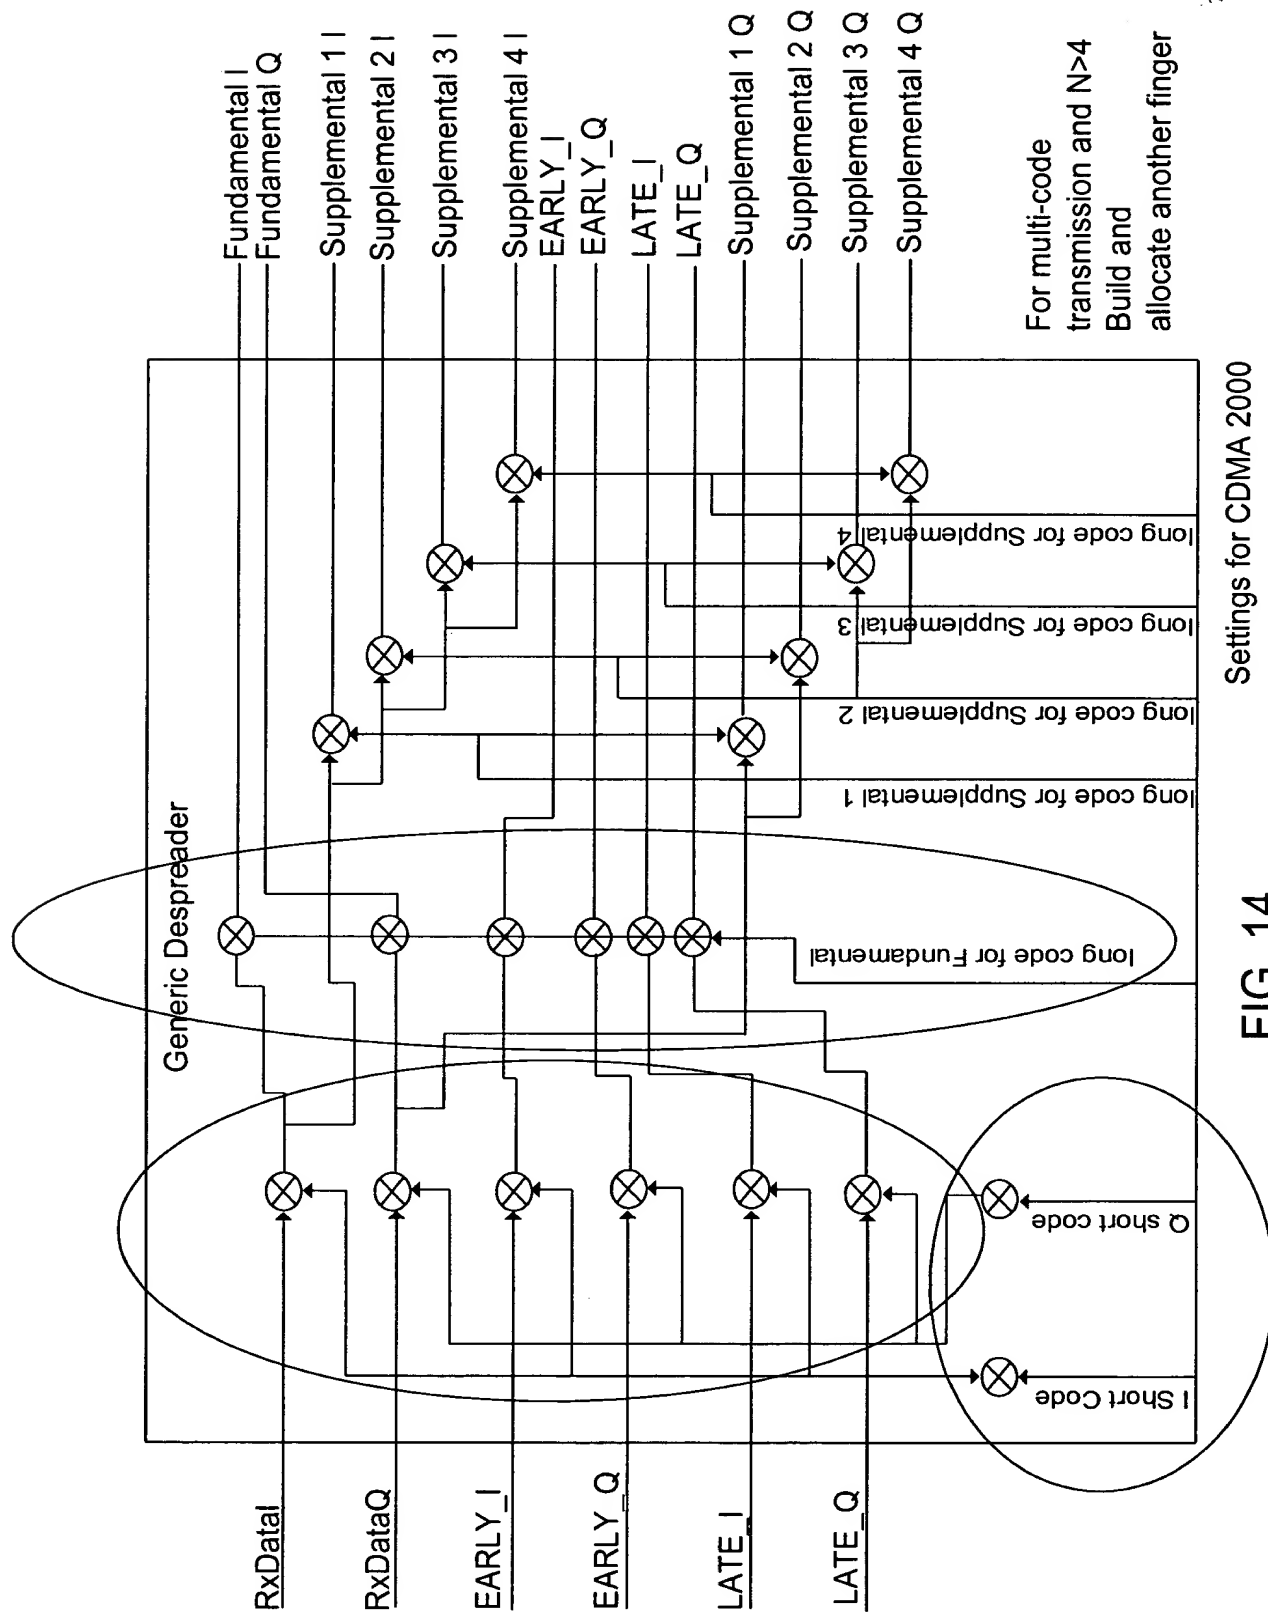 Generic Despreader
RxDataI
RxDataQ
EARLY_I
EARLY_Q
LATE_I
LATE_Q
Fundamental I
Fundamental Q
Supplemental 1 I
Supplemental 2 I
Supplemental 3 I
Supplemental 4 I
EARLY_I
EARLY_Q
LATE_I
LATE_Q
Supplemental 1 Q
Supplemental 2 Q
Supplemental 3 Q
Supplemental 4 Q
I Short Code
Q short code
long code for Fundamental
long code for Supplemental 1
long code for Supplemental 2
long code for Supplemental 3
long code for Supplemental 4
For multi-code
transmission and N>4
Build and
allocate another finger
Settings for CDMA 2000
FIG. 14